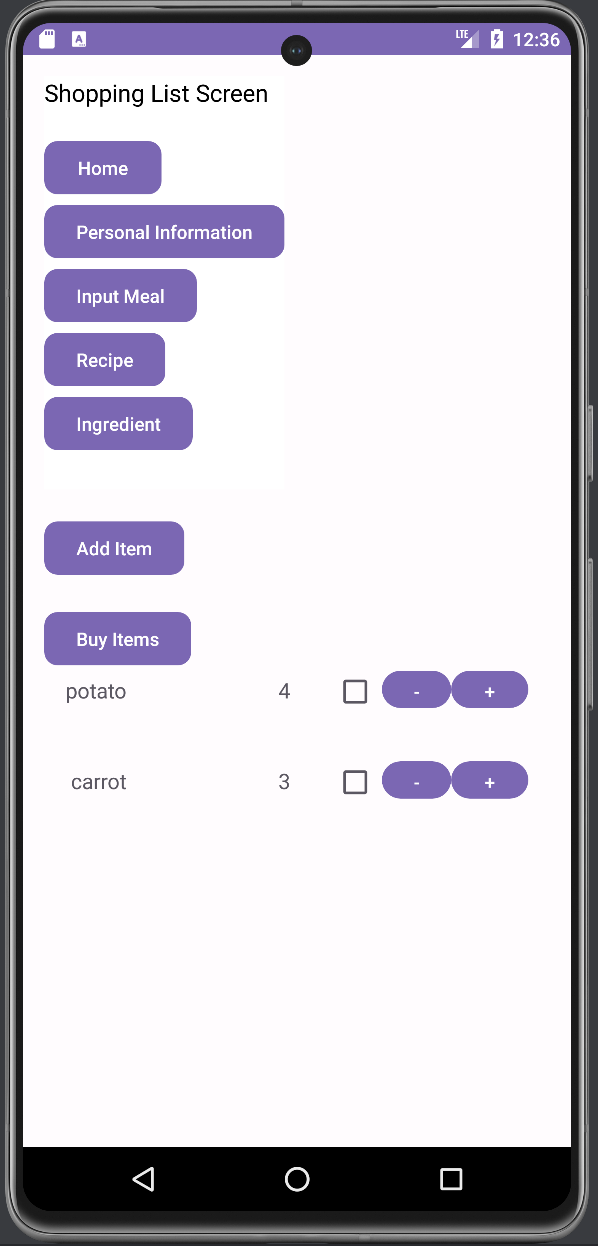 LTE 12:36
Shopping List Screen
Home
Personal Information
Input Meal
Recipe
Ingredient
Add Item
Buy Items
potato 4 - +
carrot 3 - +